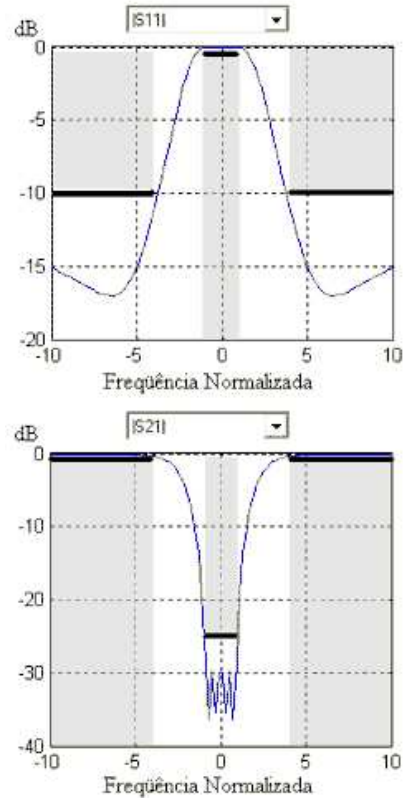 |S11|
dB
0
-5
-10
-15
-20
-10 -5 0 5 10
Freqüência Normalizada
|S21|
dB
0
-10
-20
-30
-40
-10 -5 0 5 10
Freqüência Normalizada